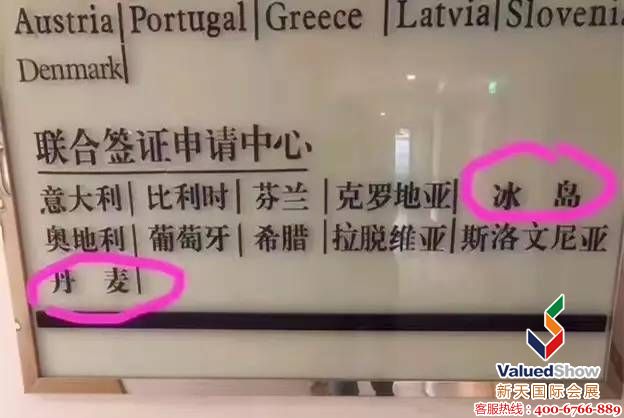 Austria|Portugal|Greece |Latvia|Slovenia
Denmark|
联合签证申请中心
意大利|比利时|芬兰|克罗地亚| 冰 岛
奥地利|葡萄牙|希腊|拉脱维亚|斯洛文尼亚
丹 麦|
ValuedShow
新天国际会展
客服热线：400-6766-889